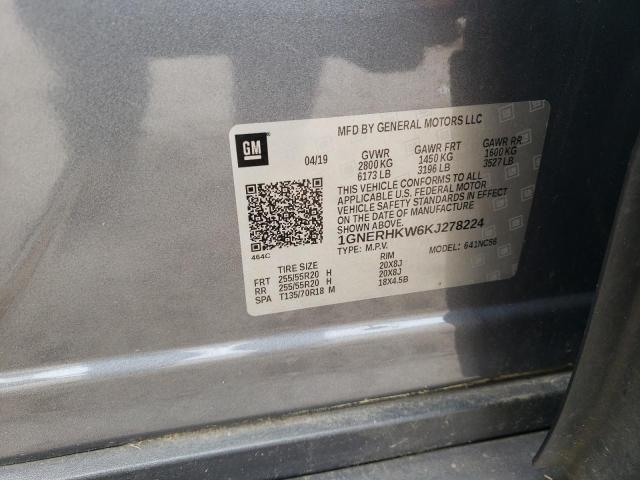 GM
MFD BY GENERAL MOTORS LLC
04/19 GVWR GAWR FRT GAWR RR
2800 KG 1450 KG 1600 KG
6173 LB 3196 LB 3527 LB
THIS VEHICLE CONFORMS TO ALL
APPLICABLE U.S. FEDERAL MOTOR
VEHICLE SAFETY STANDARDS IN EFFECT
ON THE DATE OF MANUFACTURE
SHOWN ABOVE.
1GNERHKW6KJ278224
TYPE: M.P.V. MODEL: 641NC56
464C
TIRE SIZE RIM
FRT 255/55R20 H 20X8J
RR 255/55R20 H 20X8J
SPA T135/70R18 M 18X4.5B